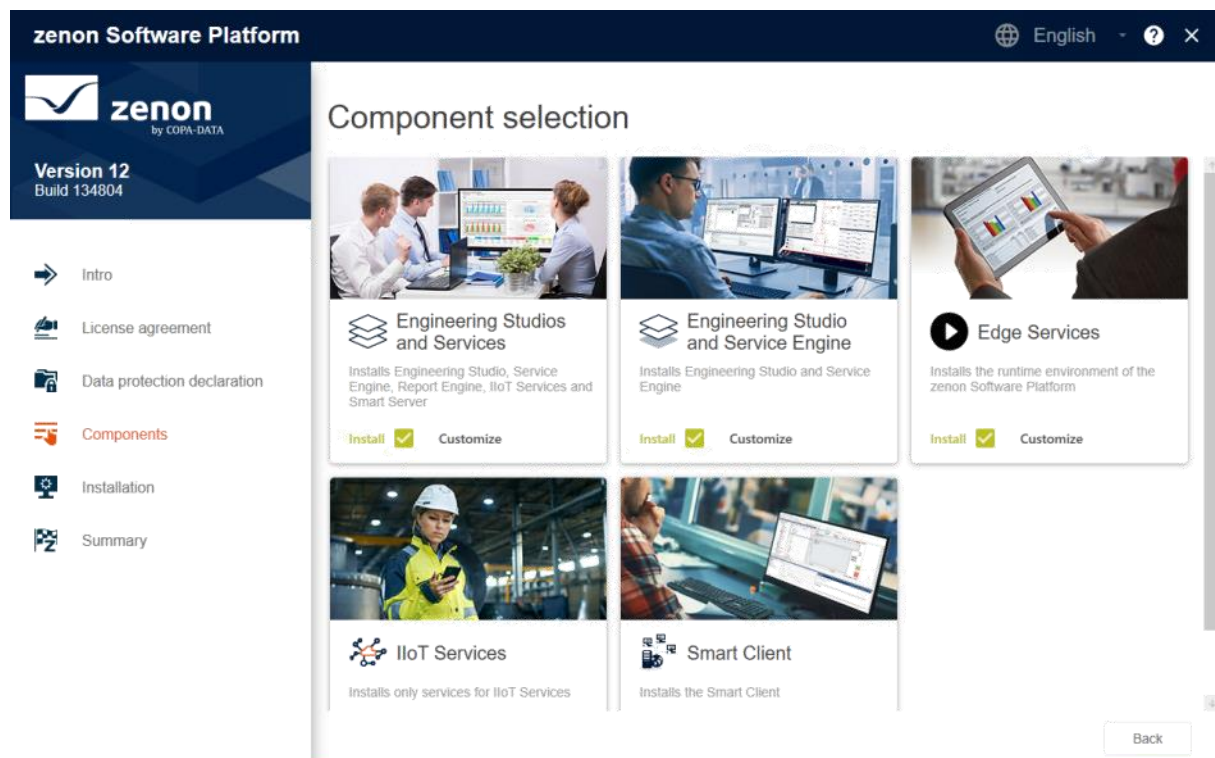 zenon Software Platform
English
zenon
by COPA-DATA
Version 12
Build 134804
Intro
License agreement
Data protection declaration
Components
Installation
Summary
Component selection
Engineering Studios
and Services
Installs Engineering Studio, Service
Engine, Report Engine, IIoT Services and
Smart Server
Install
Customize
Engineering Studio
and Service Engine
Installs Engineering Studio and Service
Engine
Install
Customize
Edge Services
Installs the runtime environment of the
zenon Software Platform
Install
Customize
IIoT Services
Installs only services for IIoT Services
Smart Client
Installs the Smart Client
Back